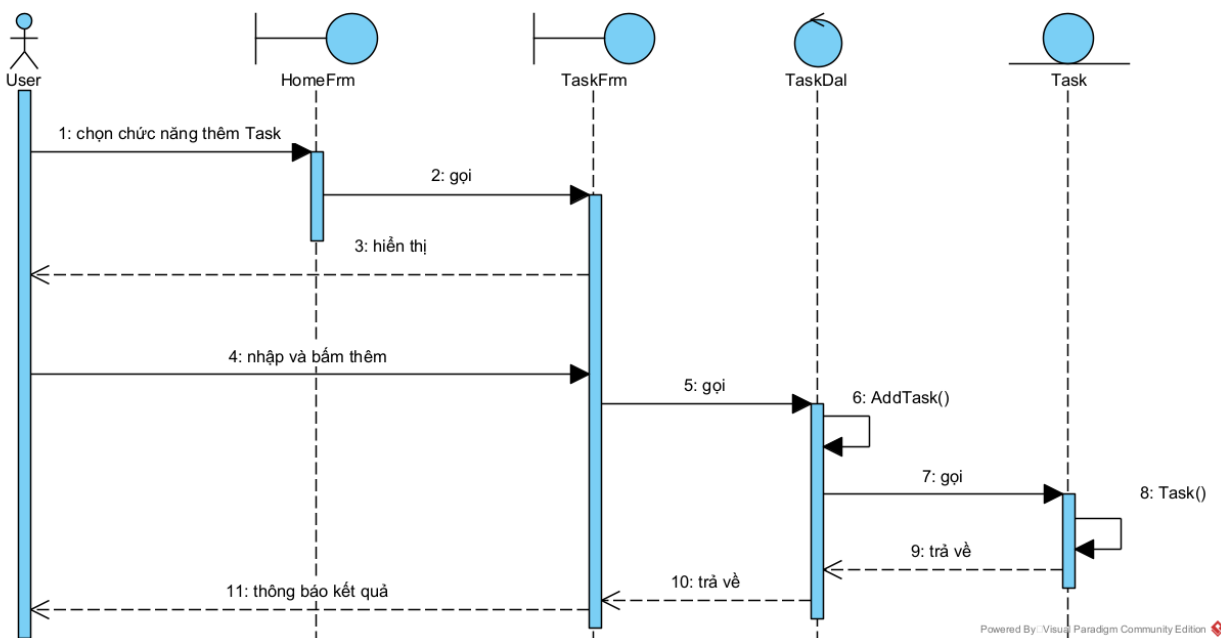 User
HomeFrm
TaskFrm
TaskDal
Task
1: chọn chức năng thêm Task
2: gọi
3: hiển thị
4: nhập và bấm thêm
5: gọi
6: AddTask()
7: gọi
8: Task()
9: trả về
10: trả về
11: thông báo kết quả
Powered By Visual Paradigm Community Edition